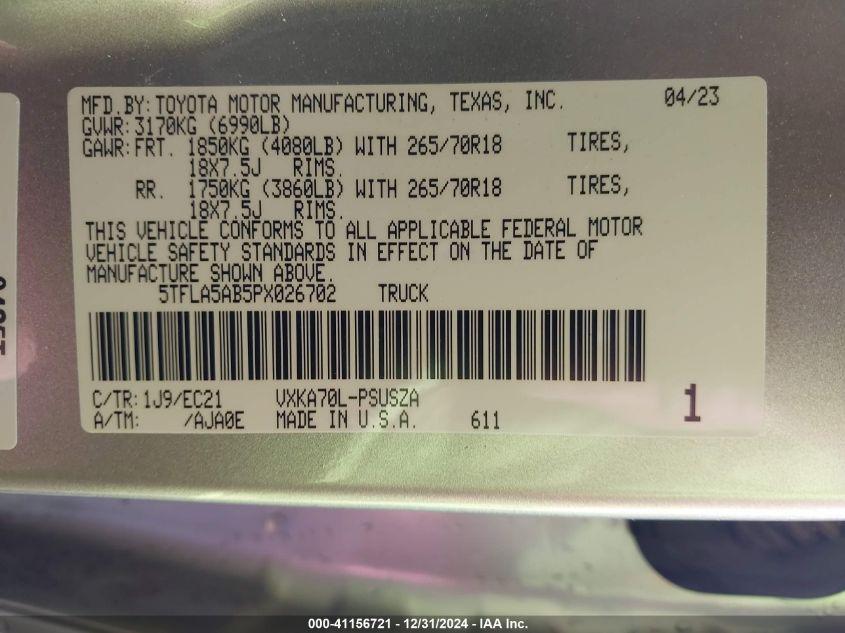 MFD.BY: TOYOTA MOTOR MANUFACTURING, TEXAS, INC. 04/23
GVWR: 3170KG (6990LB)
GAWR: FRT. 1850KG (4080LB) WITH 265/70R18 TIRES,
18X7.5J RIMS.
RR. 1750KG (3860LB) WITH 265/70R18 TIRES,
18X7.5J RIMS.
THIS VEHICLE CONFORMS TO ALL APPLICABLE FEDERAL MOTOR
VEHICLE SAFETY STANDARDS IN EFFECT ON THE DATE OF
MANUFACTURE SHOWN ABOVE.
5TFLA5AB5PX026702 TRUCK
C/TR: 1J9/EC21 VXKA70L-PSUSZA
A/TM: /AJA0E MADE IN U.S.A. 611 1
000-41156721 - 12/31/2024 - IAA Inc.